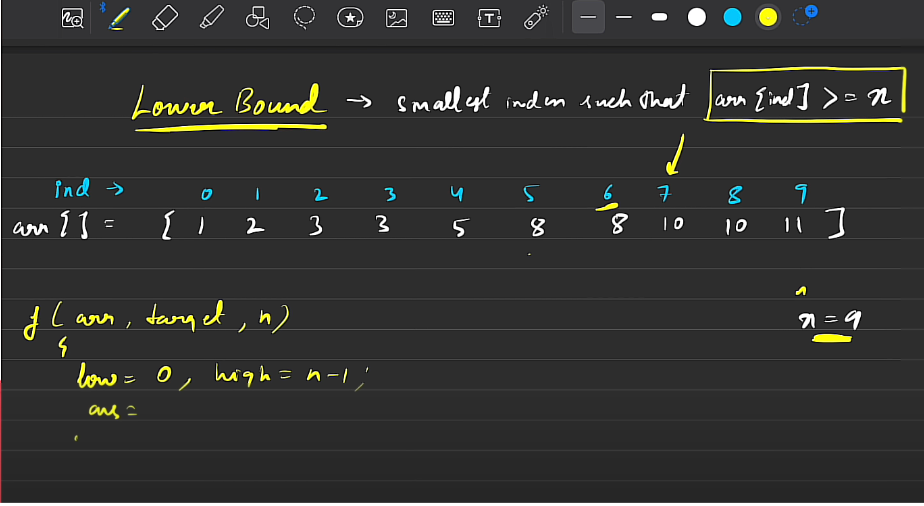 Lower Bound → smallest index such that arr [ind] >= x
ind → 0 1 2 3 4 5 6 7 8 9
arr [ ] = [ 1 2 3 3 5 8 8 10 10 11 ]
f ( arr, target, n)
x = 9
{
low = 0, high = n - 1;
ans =